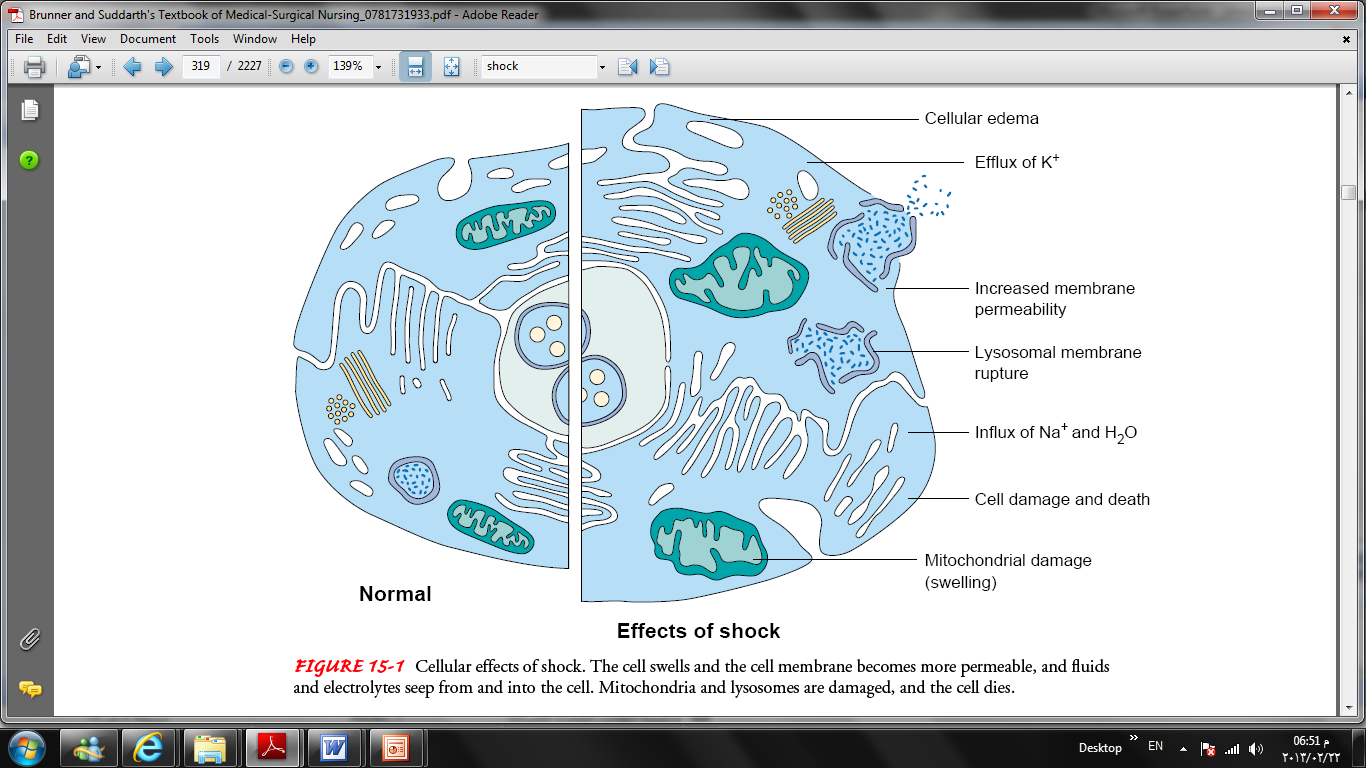 Brunner and Suddarth's Textbook of Medical-Surgical Nursing_0781731933.pdf - Adobe Reader
File Edit View Document Tools Window Help
319 / 2227 139% shock
Cellular edema
Efflux of K⁺
Increased membrane
permeability
Lysosomal membrane
rupture
Influx of Na⁺ and H₂O
Cell damage and death
Mitochondrial damage
(swelling)
Normal
Effects of shock
FIGURE 15-1 Cellular effects of shock. The cell swells and the cell membrane becomes more permeable, and fluids
and electrolytes seep from and into the cell. Mitochondria and lysosomes are damaged, and the cell dies.
Desktop » EN
06:51 م
٢٠١٣/٠٢/٢٢